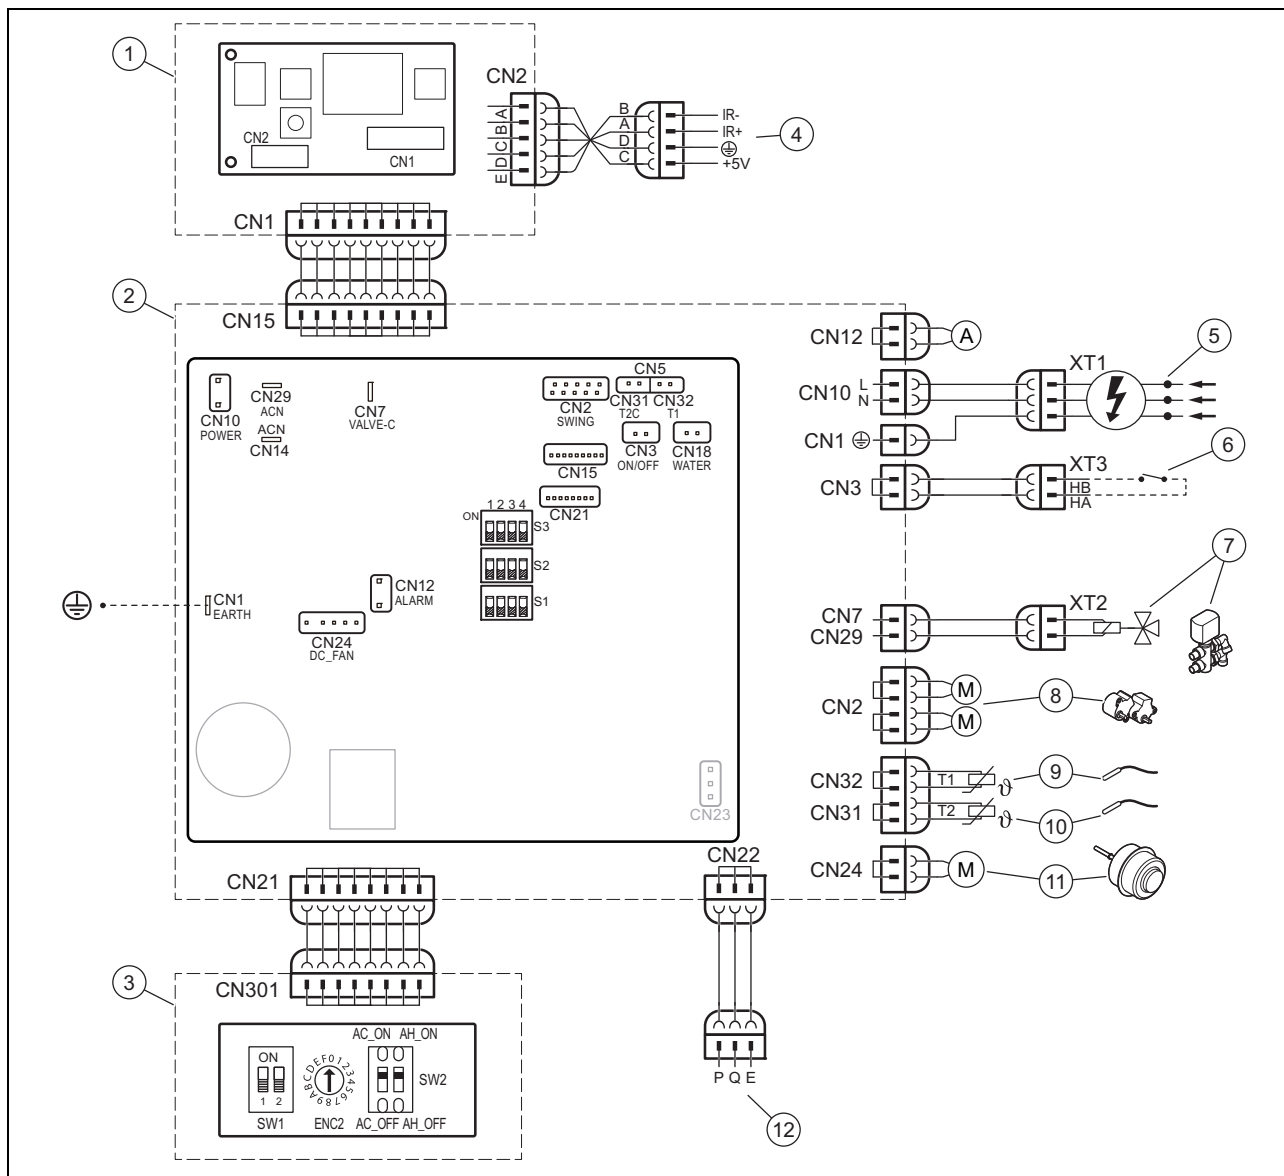 1
CN2
CN1
CN2
A
B
C
D
E
B
A
D
C
IR-
IR+
+5V
4
CN1
2
CN15
CN12
A
CN10
L
N
XT1
5
CN1
CN3
XT3
HB
HA
6
CN10
POWER
CN29
ACN
ACN
CN14
CN7
VALVE-C
CN2
SWING
CN5
CN31
T2C
CN32
T1
CN3
ON/OFF
CN18
WATER
CN15
CN21
1 2 3 4
ON
S3
S2
S1
CN12
ALARM
CN1
EARTH
CN24
DC_FAN
CN23
7
CN7
CN29
XT2
CN2
M
M
8
CN32
T1
ϑ
9
CN31
T2
ϑ
10
CN24
M
11
CN21
CN22
3
CN301
AC_ON AH_ON
ON
1 2
SW1
0123456789ABCDEF
ENC2
SW2
AC_OFF AH_OFF
P Q E
12